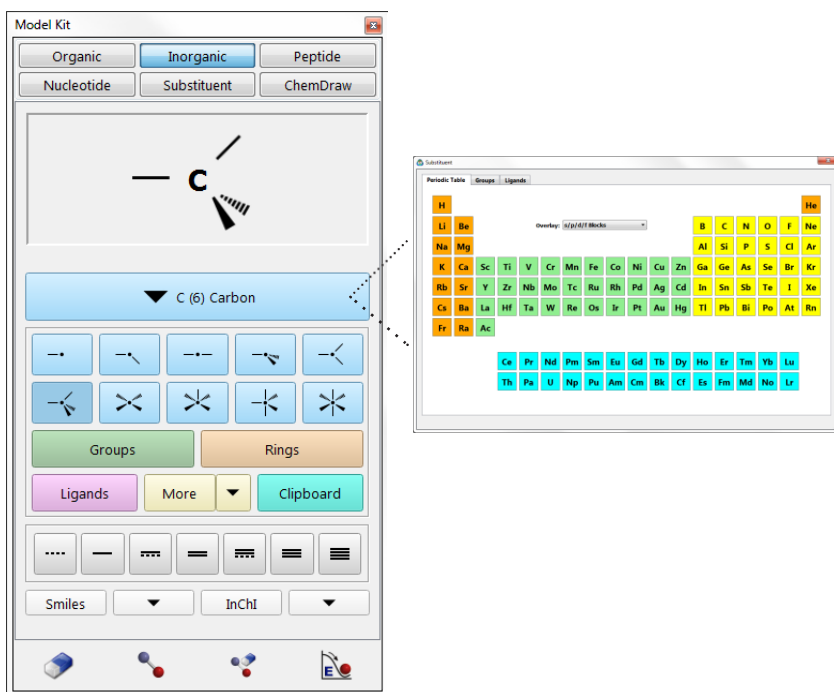 Model Kit
Organic Inorganic Peptide
Nucleotide Substituent ChemDraw
C
C (6) Carbon
Groups Rings
Ligands More Clipboard
Smiles InChI
E
Substituent
Periodic Table Groups Ligands
Overlay: s/p/d/f Blocks
H He
Li Be B C N O F Ne
Na Mg Al Si P S Cl Ar
K Ca Sc Ti V Cr Mn Fe Co Ni Cu Zn Ga Ge As Se Br Kr
Rb Sr Y Zr Nb Mo Tc Ru Rh Pd Ag Cd In Sn Sb Te I Xe
Cs Ba La Hf Ta W Re Os Ir Pt Au Hg Tl Pb Bi Po At Rn
Fr Ra Ac
Ce Pr Nd Pm Sm Eu Gd Tb Dy Ho Er Tm Yb Lu
Th Pa U Np Pu Am Cm Bk Cf Es Fm Md No Lr